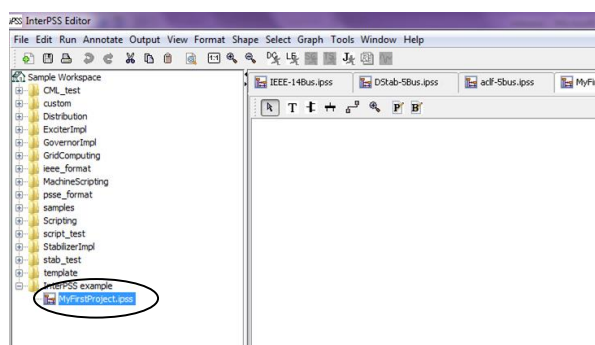 InterPSS Editor
File Edit Run Annotate Output View Format Shape Select Graph Tools Window Help
Sample Workspace
CML_test
custom
Distribution
ExciterImpl
GovernorImpl
GridComputing
ieee_format
MachineScripting
psse_format
samples
Scripting
script_test
StabilizerImpl
stab_test
template
InterPSS example
MyFirstProject.ipss
IEEE-14Bus.ipss DStab-5Bus.ipss aclf-5bus.ipss MyFi
T P B